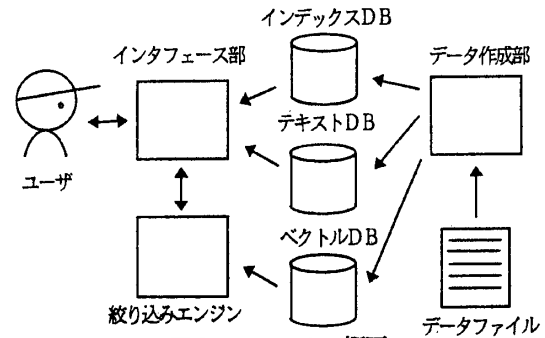 インデックスDB
インタフェース部
データ作成部
テキストDB
ユーザ
ベクトルDB
絞り込みエンジン
データファイル